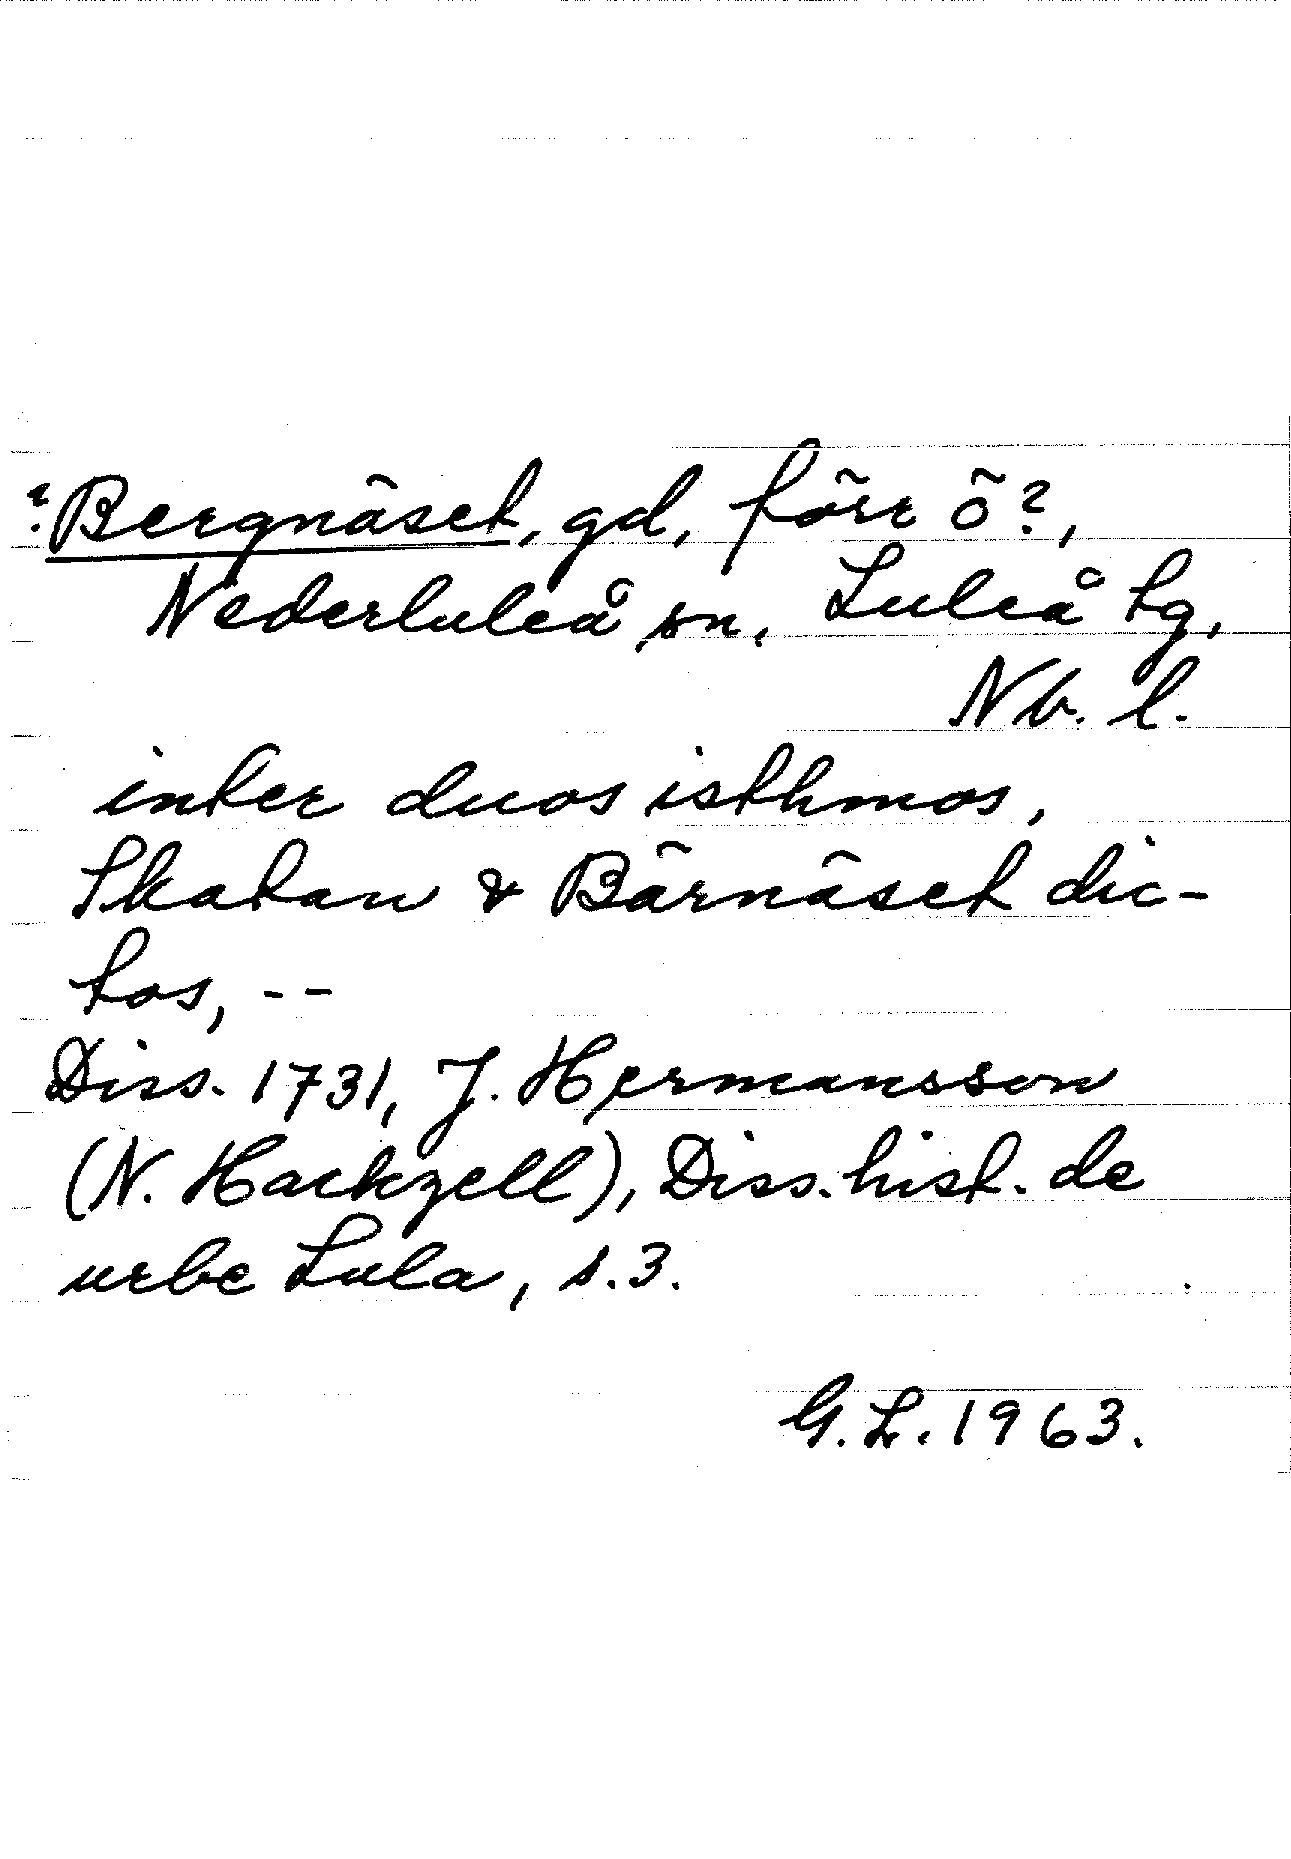 ?Bergnäset, gd, förr ö?,
Nederluleå sn, Luleå tg,
Nb. l.
inter duos isthmos,
Skatan & Bärnäset dic-
tos, --
Diss. 1731, J. Hermansson
(N. Hackzell), Diss. hist. de
urbe Lula, s.3.
G.L. 1963.